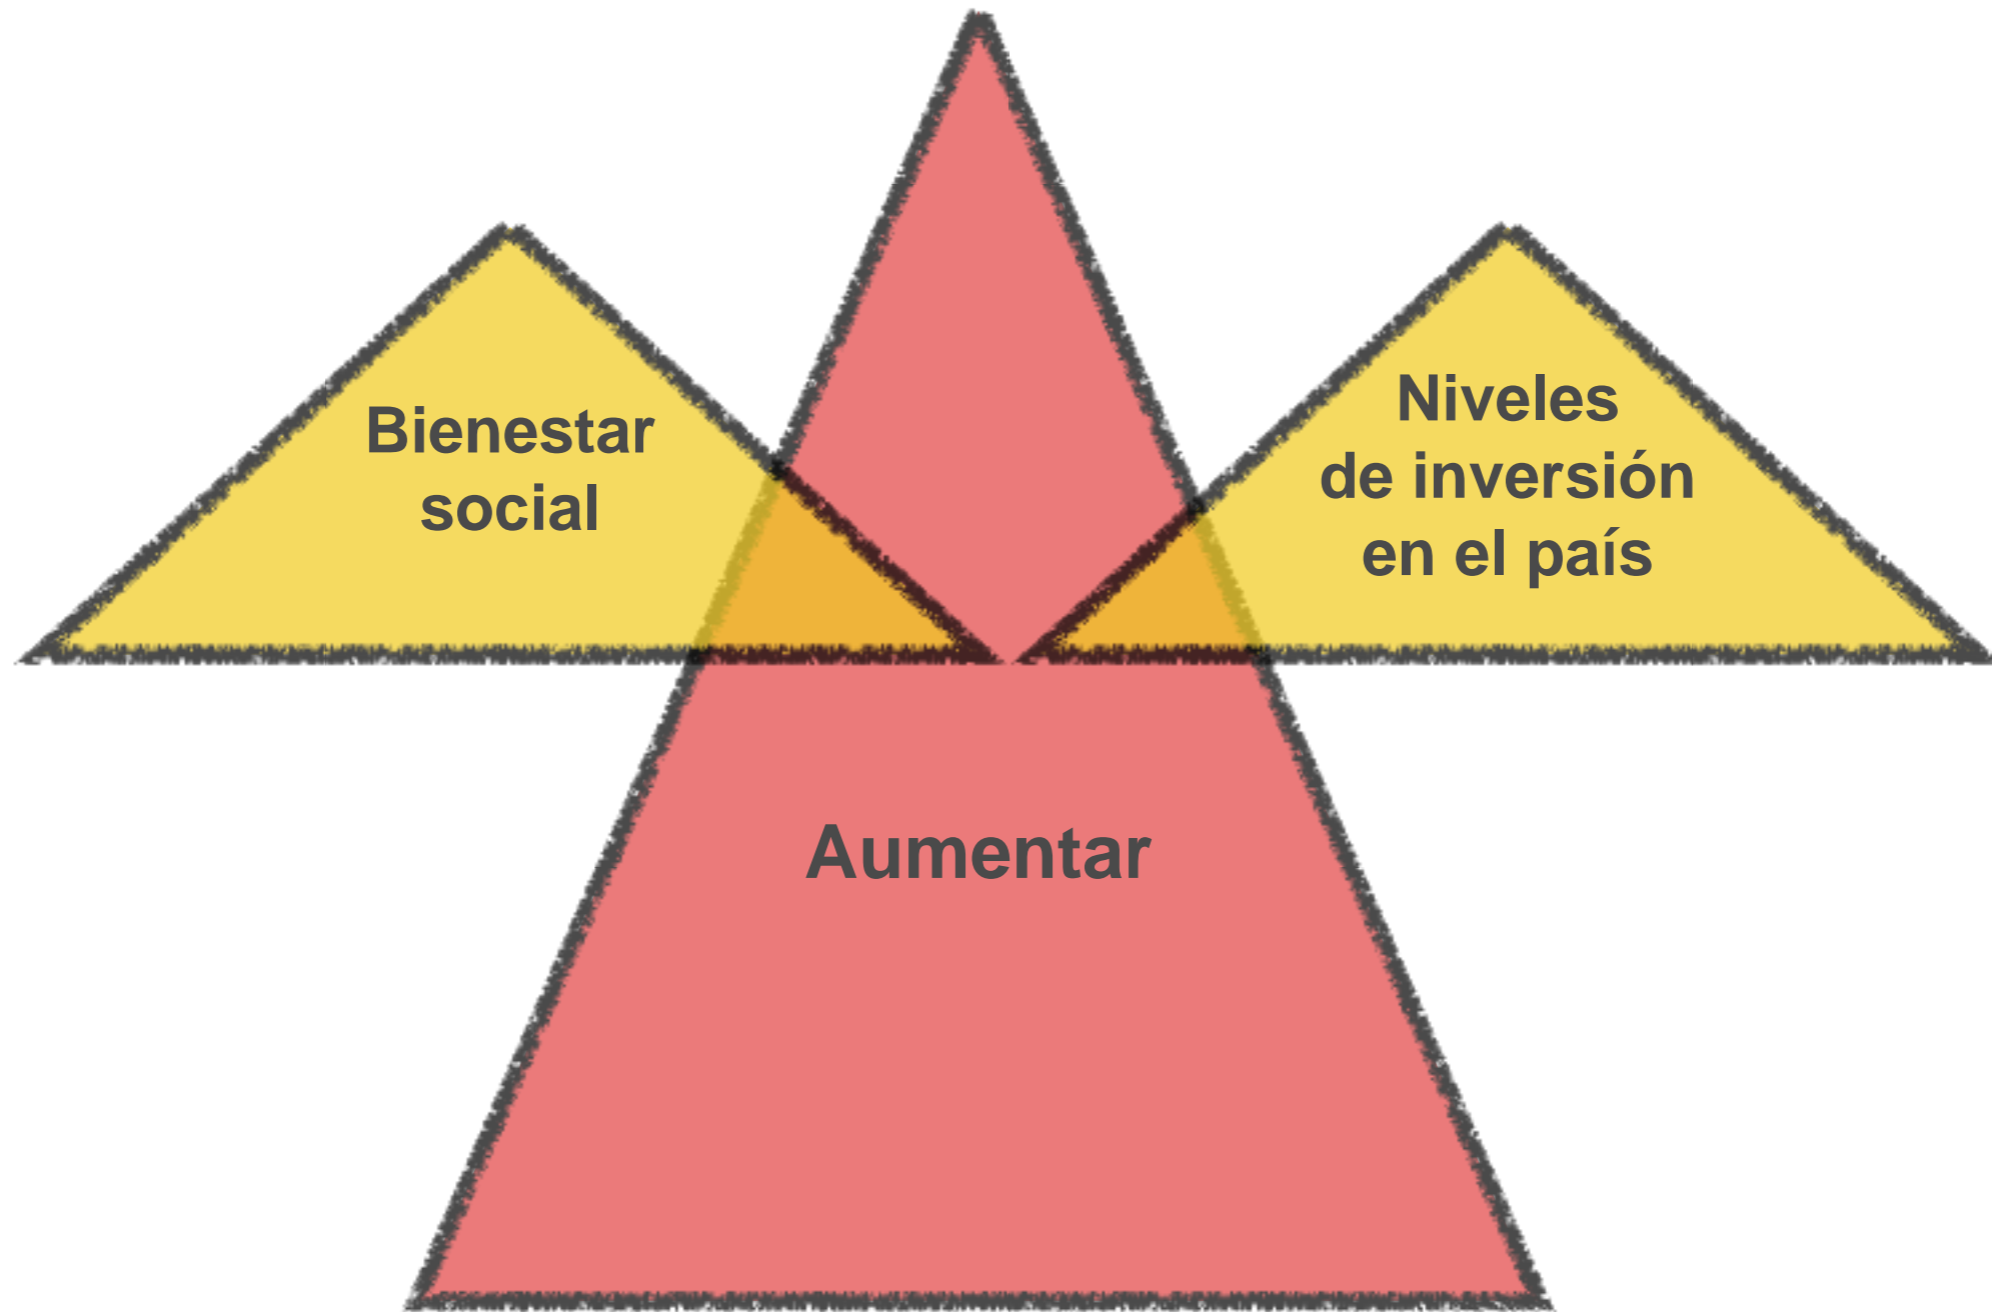 Bienestar
social
Niveles
de inversión
en el país
Aumentar